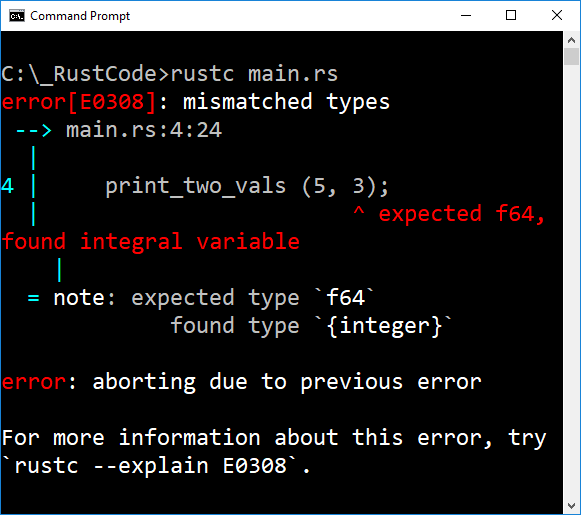 Command Prompt
C:\_RustCode>rustc main.rs
error[E0308]: mismatched types
 --> main.rs:4:24
  |
4 |     print_two_vals (5, 3);
  |                        ^ expected f64,
found integral variable
    |
  = note: expected type `f64`
             found type `{integer}`
error: aborting due to previous error
For more information about this error, try
`rustc --explain E0308`.